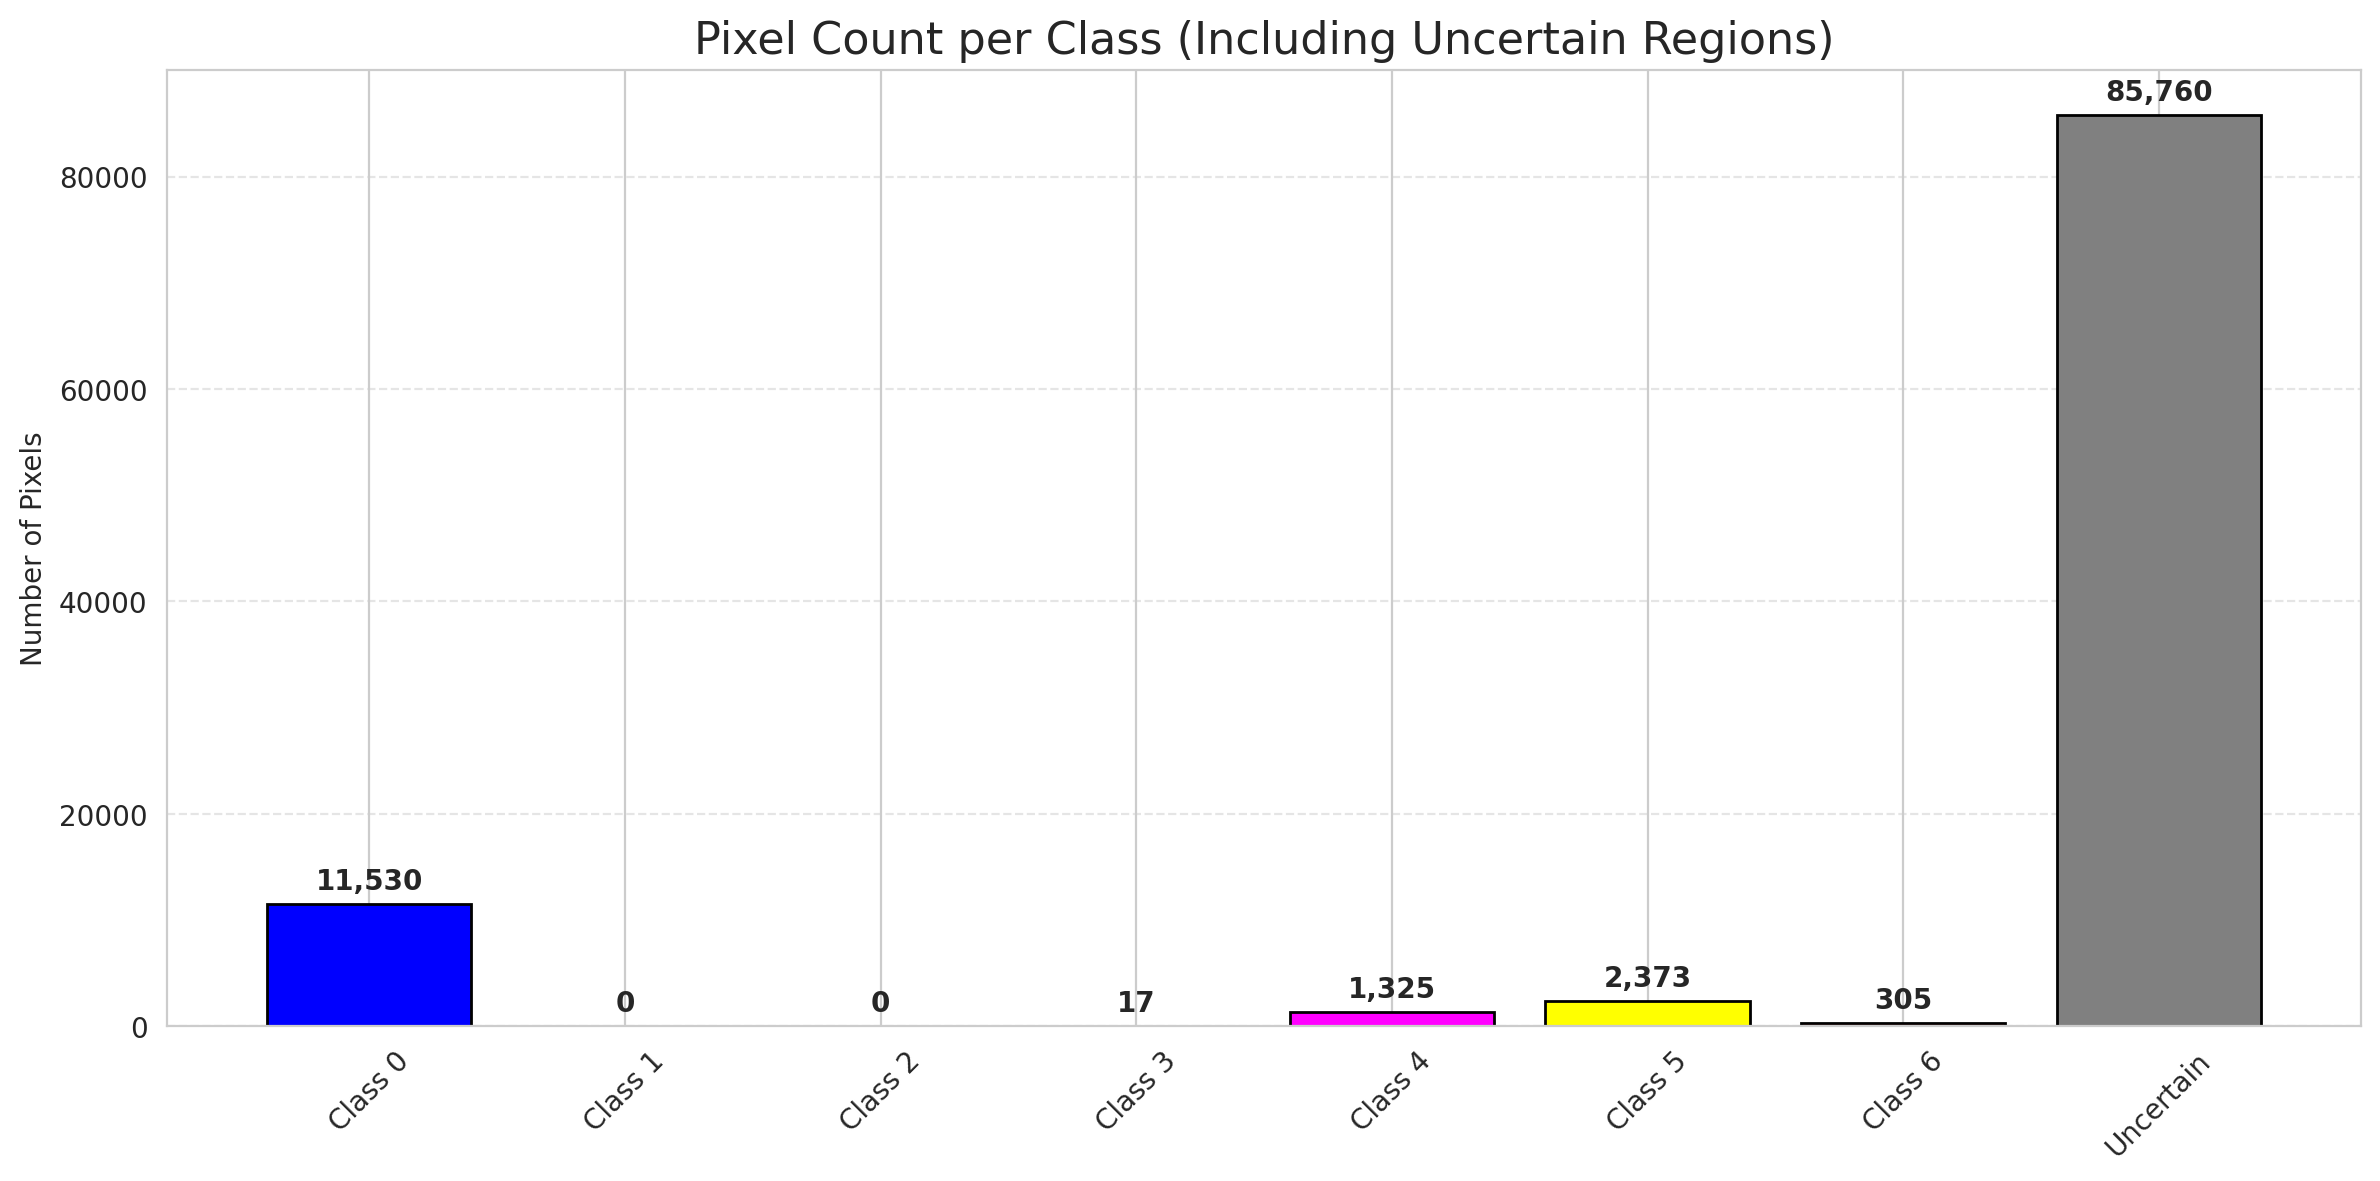 Pixel Count per Class (Including Uncertain Regions)
Number of Pixels
80000
60000
40000
20000
0
11,530
0
0
17
1,325
2,373
305
85,760
Class 0
Class 1
Class 2
Class 3
Class 4
Class 5
Class 6
Uncertain